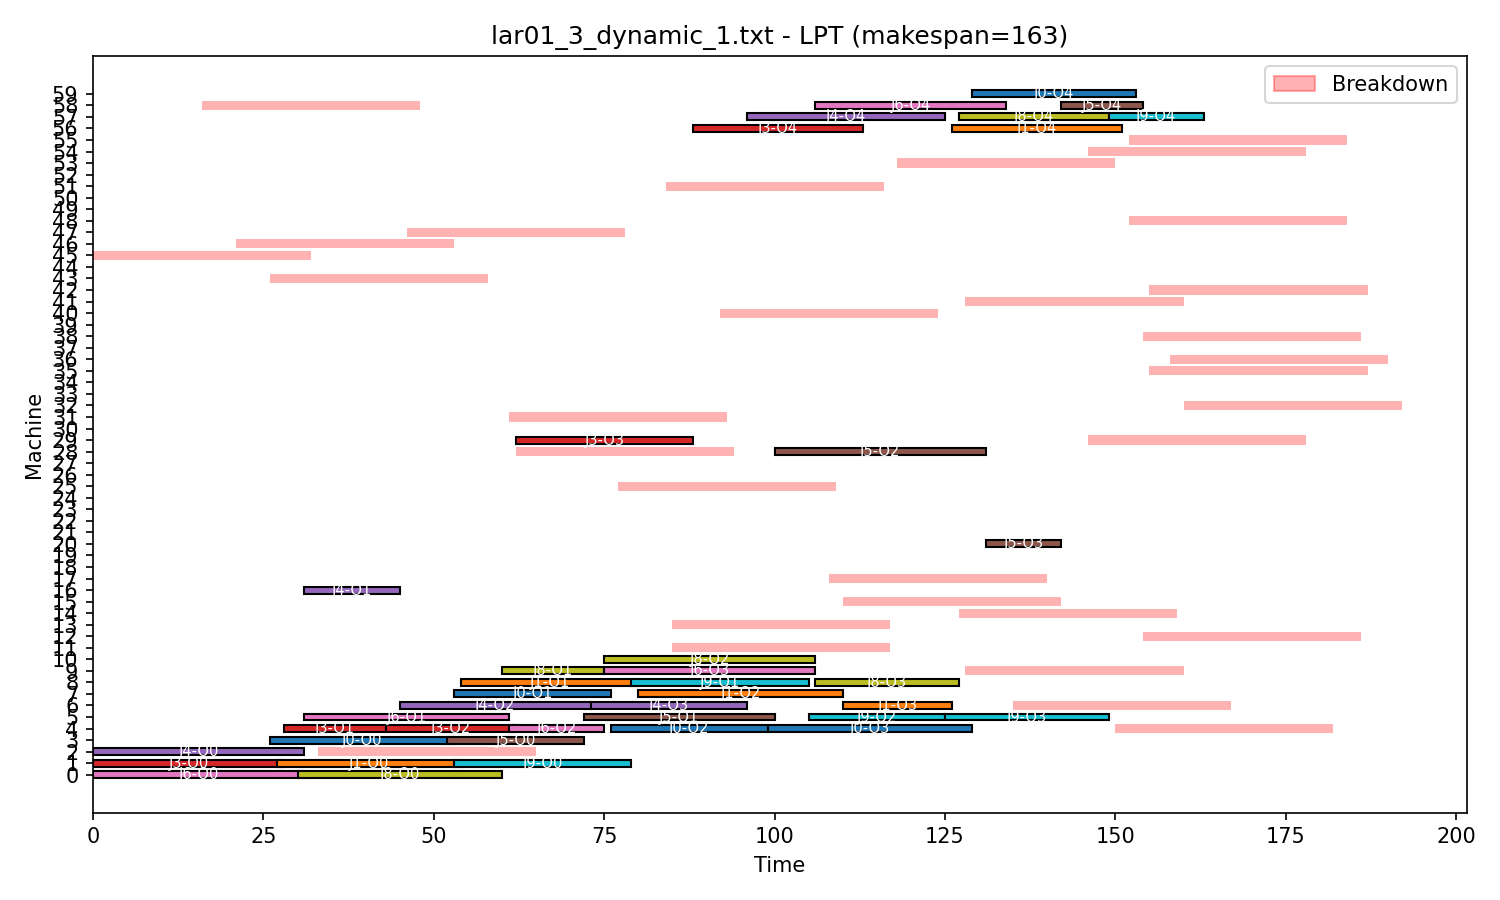 lar01_3_dynamic_1.txt - LPT (makespan=163)
Breakdown
Machine
59 J0-O4
58 J6-O4 J5-O4
57 J4-O4 J8-O4 J9-O4
56 J3-O4 J1-O4
55
54
53
52
51
50
49
48
47
46
45
44
43
42
41
40
39
38
37
36
35
34
33
32
31
30
29 J3-O3
28 J5-O2
27
26
25
24
23
22
21
20 J5-O3
19
18
17
16 J4-O1
15
14
13
12
11
10 J8-O2
9 J8-O1 J6-O3
8 J1-O1 J9-O1 J8-O3
7 J0-O1 J1-O2
6 J4-O2 J4-O3 J1-O3
5 J6-O1 J5-O1 J9-O2 J9-O3
4 J3-O1 J3-O2 J6-O2 J0-O2 J0-O3
3 J0-O0 J5-O0
2 J4-O0
1 J3-O0 J1-O0 J9-O0
0 J6-O0 J8-O0
0 25 50 75 100 125 150 175 200
Time